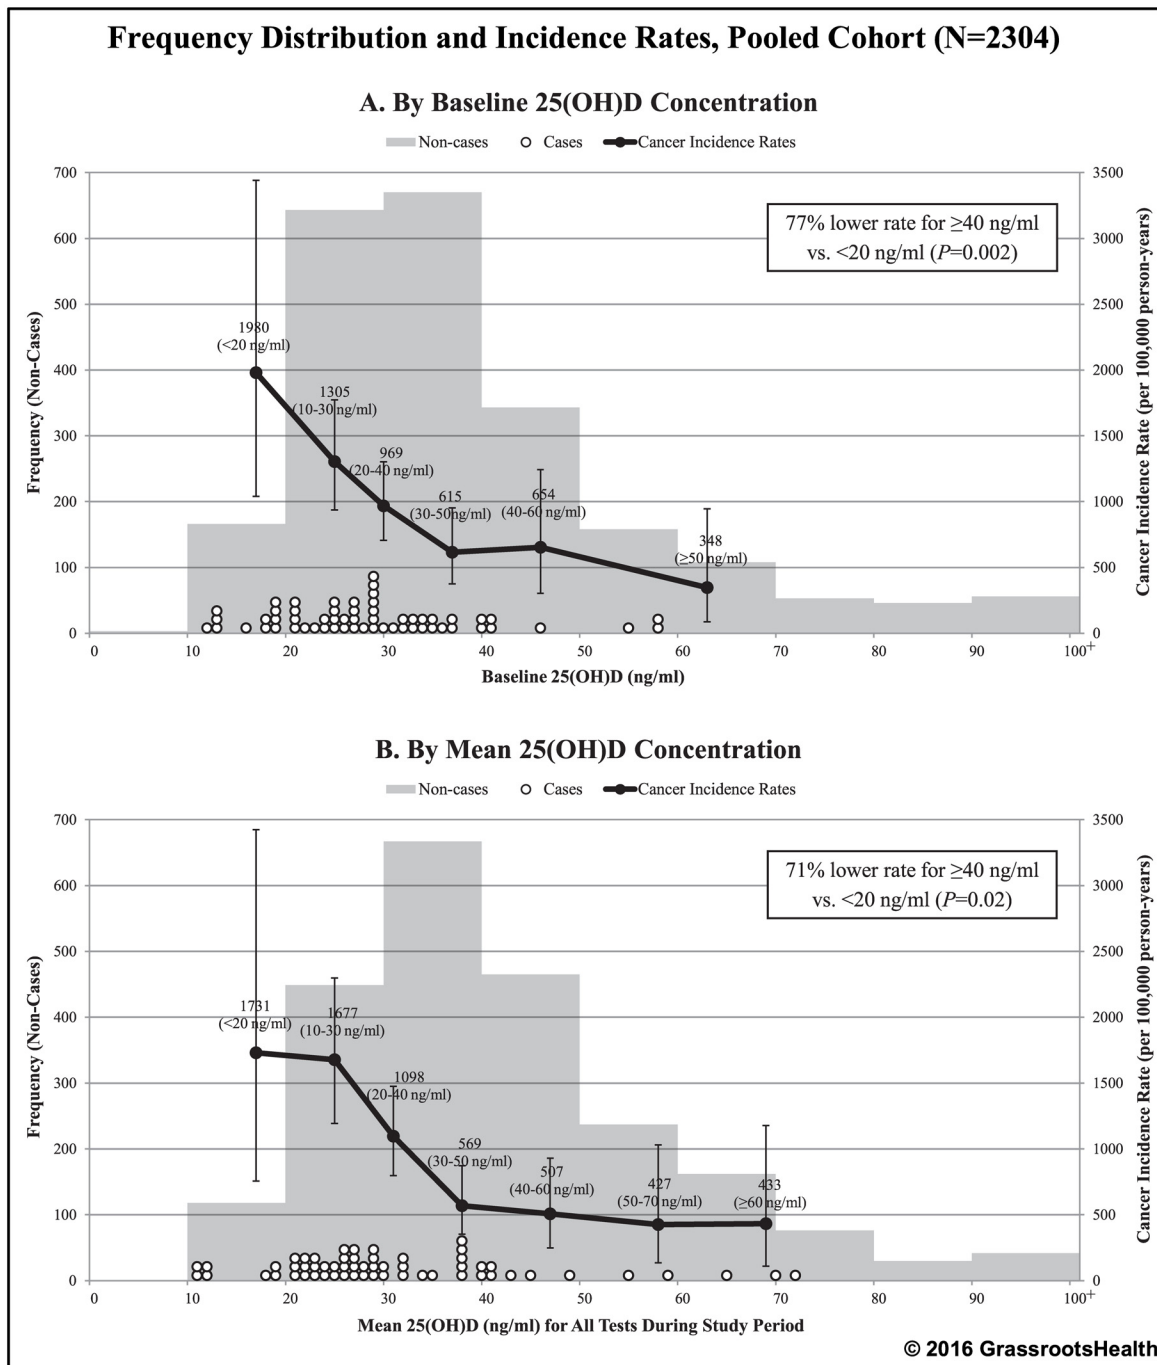 Frequency Distribution and Incidence Rates, Pooled Cohort (N=2304)
A. By Baseline 25(OH)D Concentration
Non-cases Cases Cancer Incidence Rates
700
600
500
400
300
200
100
0
Frequency (Non-Cases)
3500
3000
2500
2000
1500
1000
500
0
Cancer Incidence Rate (per 100,000 person-years)
77% lower rate for ≥40 ng/ml
vs. <20 ng/ml (P=0.002)
1980
(<20 ng/ml)
1305
(10-30 ng/ml)
969
(20-40 ng/ml)
615
(30-50 ng/ml)
654
(40-60 ng/ml)
348
(≥50 ng/ml)
0 10 20 30 40 50 60 70 80 90 100+
Baseline 25(OH)D (ng/ml)
B. By Mean 25(OH)D Concentration
Non-cases Cases Cancer Incidence Rates
700
600
500
400
300
200
100
0
Frequency (Non-Cases)
3500
3000
2500
2000
1500
1000
500
0
Cancer Incidence Rate (per 100,000 person-years)
71% lower rate for ≥40 ng/ml
vs. <20 ng/ml (P=0.02)
1731
(<20 ng/ml)
1677
(10-30 ng/ml)
1098
(20-40 ng/ml)
569
(30-50 ng/ml)
507
(40-60 ng/ml)
427
(50-70 ng/ml)
433
(≥60 ng/ml)
0 10 20 30 40 50 60 70 80 90 100+
Mean 25(OH)D (ng/ml) for All Tests During Study Period
© 2016 GrassrootsHealth